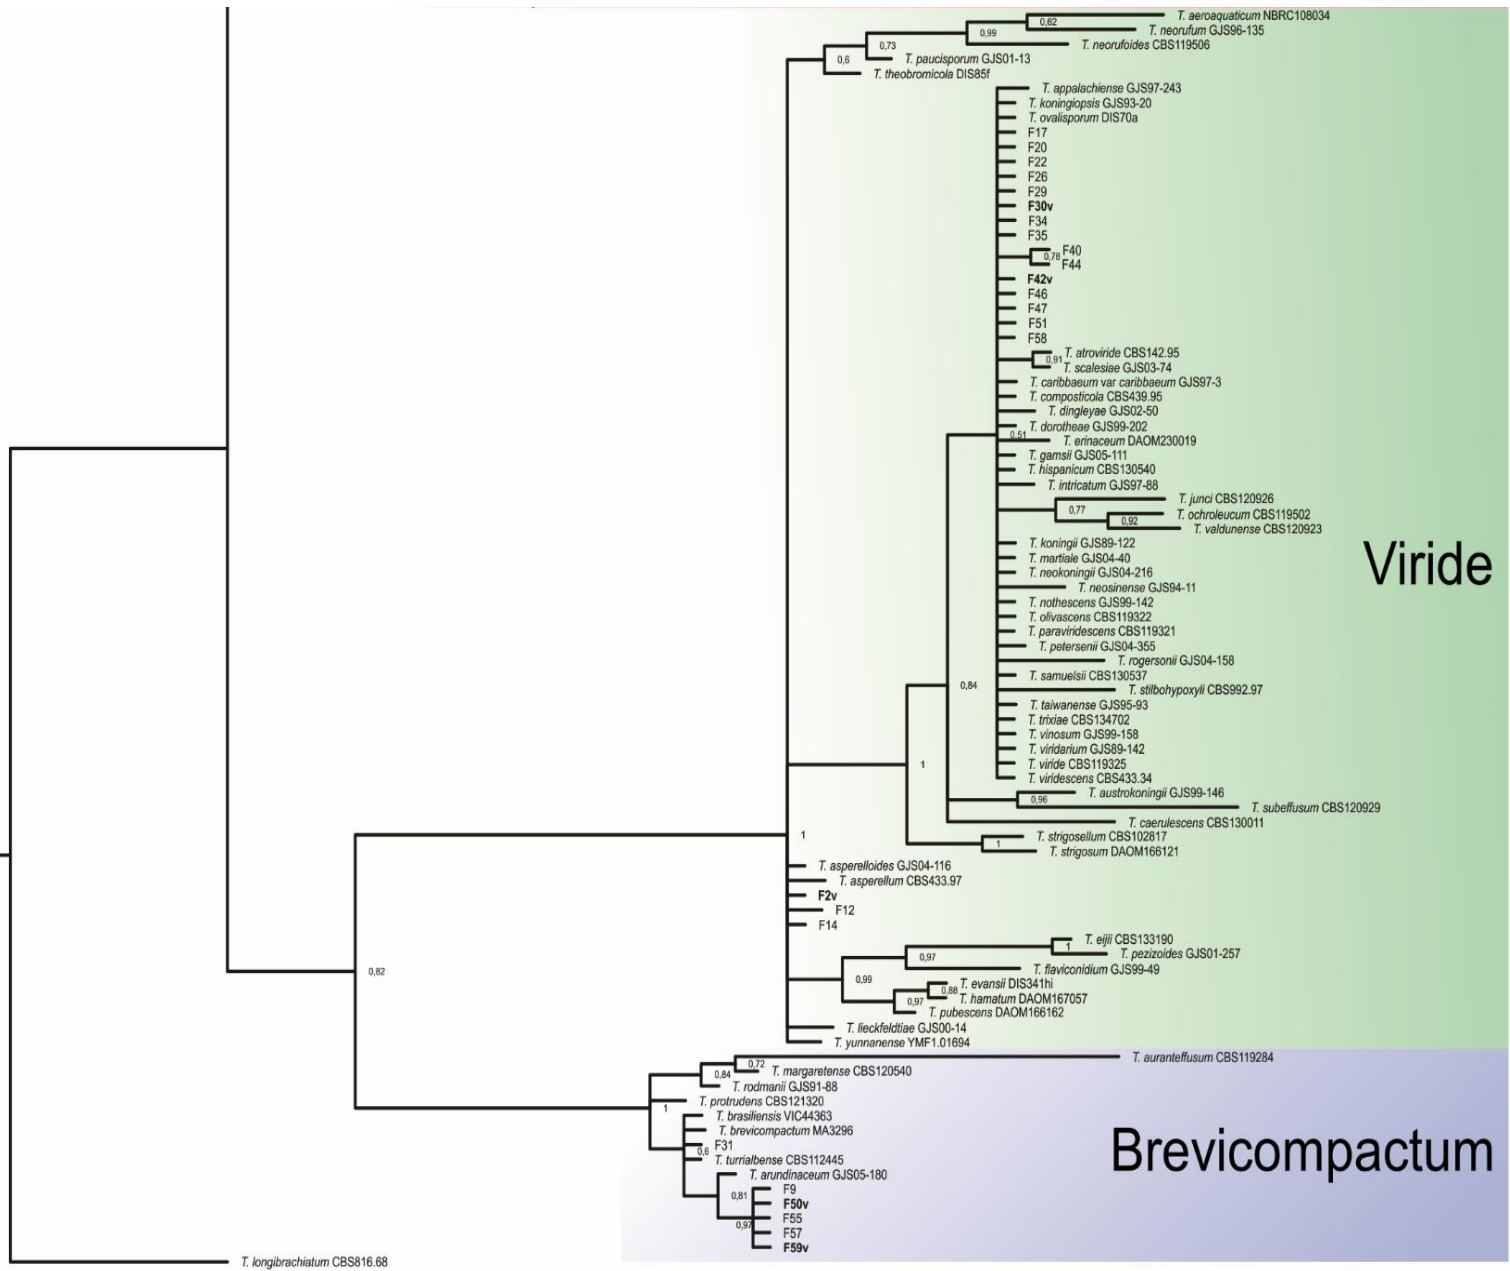 T. aeroaquaticum NBRC108034
0,62
T. neorufum GJS96-135
0,99
T. neorufoides CBS119506
0,73
T. paucisporum GJS01-13
0,6
T. theobromicola DIS85f
T. appalachiense GJS97-243
T. koningiopsis GJS93-20
T. ovalisporum DIS70a
F17
F20
F22
F26
F29
F30v
F34
F35
F40
0,78
F44
F42v
F46
F47
F51
F58
T. atroviride CBS142.95
0,91
T. scalesiae GJS03-74
T. caribbaeum var caribbaeum GJS97-3
T. composticola CBS439.95
T. dingleyae GJS02-50
T. dorotheae GJS99-202
0,51
T. erinaceum DAOM230019
T. gamsii GJS05-111
T. hispanicum CBS130540
T. intricatum GJS97-88
T. junci CBS120926
0,77
T. ochroleucum CBS119502
0,92
T. valdunense CBS120923
T. koningii GJS89-122
T. martiale GJS04-40
Viride
T. neokoningii GJS04-216
T. neosinense GJS94-11
T. nothescens GJS99-142
T. olivascens CBS119322
T. paraviridescens CBS119321
T. petersenii GJS04-355
T. rogersonii GJS04-158
T. samuelsii CBS130537
0,84
T. stilbohypoxyli CBS992.97
T. taiwanense GJS95-93
T. trixiae CBS134702
T. vinosum GJS99-158
T. viridarium GJS89-142
T. viride CBS119325
1
T. viridescens CBS433.34
T. austrokoningii GJS99-146
0,96
T. subeffusum CBS120929
T. caerulescens CBS130011
T. strigosellum CBS102817
1
1
T. strigosum DAOM166121
T. asperelloides GJS04-116
T. asperellum CBS433.97
F2v
F12
F14
T. eijii CBS133190
1
T. pezizoides GJS01-257
0,97
T. flaviconidium GJS99-49
0,82
0,99
T. evansii DIS341hi
0,88
T. hamatum DAOM167057
0,97
T. pubescens DAOM166162
T. lieckfeldtiae GJS00-14
T. yunnanense YMF1.01694
T. auranteffusum CBS119284
0,72
T. margaretense CBS120540
0,84
T. rodmanii GJS91-88
T. protrudens CBS121320
1
T. brasiliensis VIC44363
T. brevicompactum MA3296
F31
0,6
Brevicompactum
T. turrialbense CBS112445
T. arundinaceum GJS05-180
F9
0,81
F50v
F55
0,97
F57
F59v
T. longibrachiatum CBS816.68